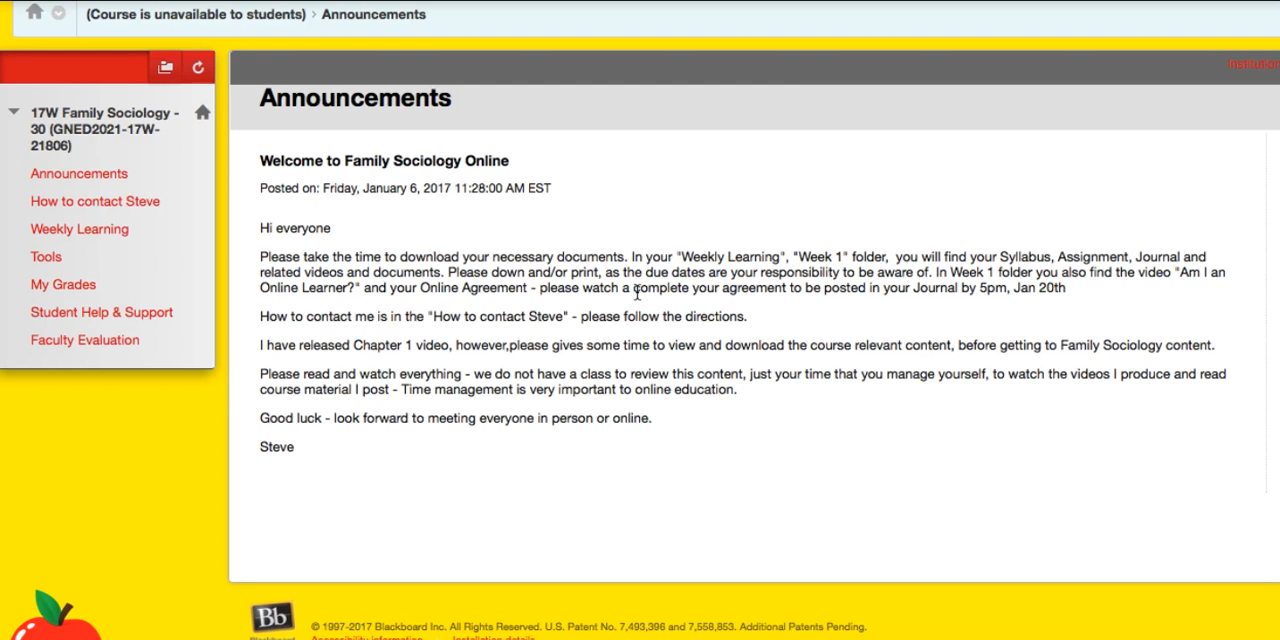 (Course is unavailable to students) > Announcements
Institution
17W Family Sociology -
30 (GNED2021-17W-
21806)
Announcements
How to contact Steve
Weekly Learning
Tools
My Grades
Student Help & Support
Faculty Evaluation
Announcements
Welcome to Family Sociology Online
Posted on: Friday, January 6, 2017 11:28:00 AM EST
Hi everyone
Please take the time to download your necessary documents. In your "Weekly Learning", "Week 1" folder, you will find your Syllabus, Assignment, Journal and
related videos and documents. Please down and/or print, as the due dates are your responsibility to be aware of. In Week 1 folder you also find the video "Am I an
Online Learner?" and your Online Agreement - please watch a complete your agreement to be posted in your Journal by 5pm, Jan 20th
How to contact me is in the "How to contact Steve" - please follow the directions.
I have released Chapter 1 video, however,please gives some time to view and download the course relevant content, before getting to Family Sociology content.
Please read and watch everything - we do not have a class to review this content, just your time that you manage yourself, to watch the videos I produce and read
course material I post - Time management is very important to online education.
Good luck - look forward to meeting everyone in person or online.
Steve
Bb
Blackboard
© 1997-2017 Blackboard Inc. All Rights Reserved. U.S. Patent No. 7,493,396 and 7,558,853. Additional Patents Pending.
Accessibility information Installation details